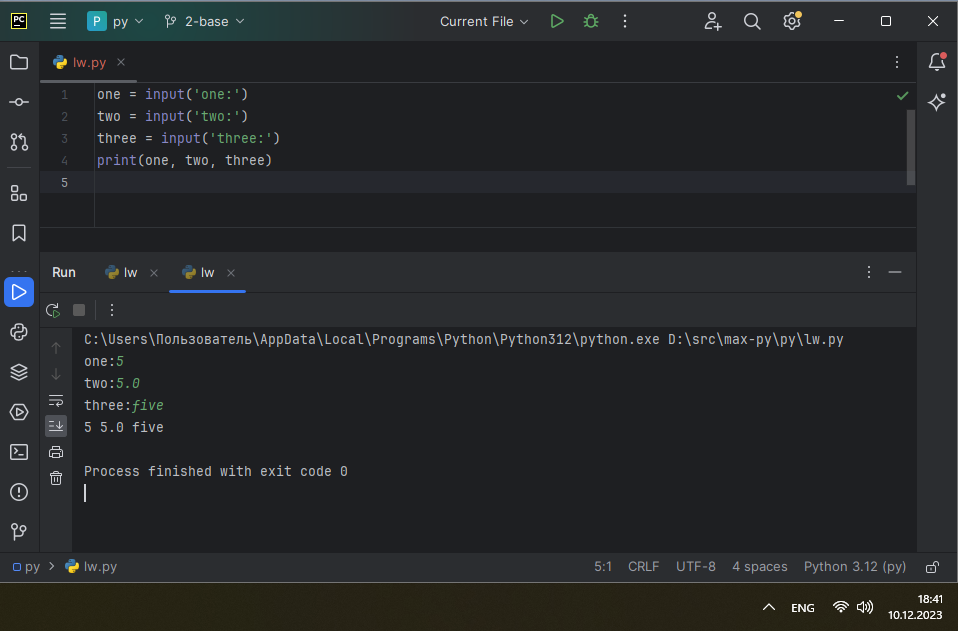 PC P py 2-base Current File
lw.py
1 one = input('one:')
2 two = input('two:')
3 three = input('three:')
4 print(one, two, three)
5
Run lw lw
C:\Users\Пользователь\AppData\Local\Programs\Python\Python312\python.exe D:\src\max-py\py\lw.py
one:5
two:5.0
three:five
5 5.0 five
Process finished with exit code 0
py > lw.py 5:1 CRLF UTF-8 4 spaces Python 3.12 (py)
ENG 18:41
10.12.2023